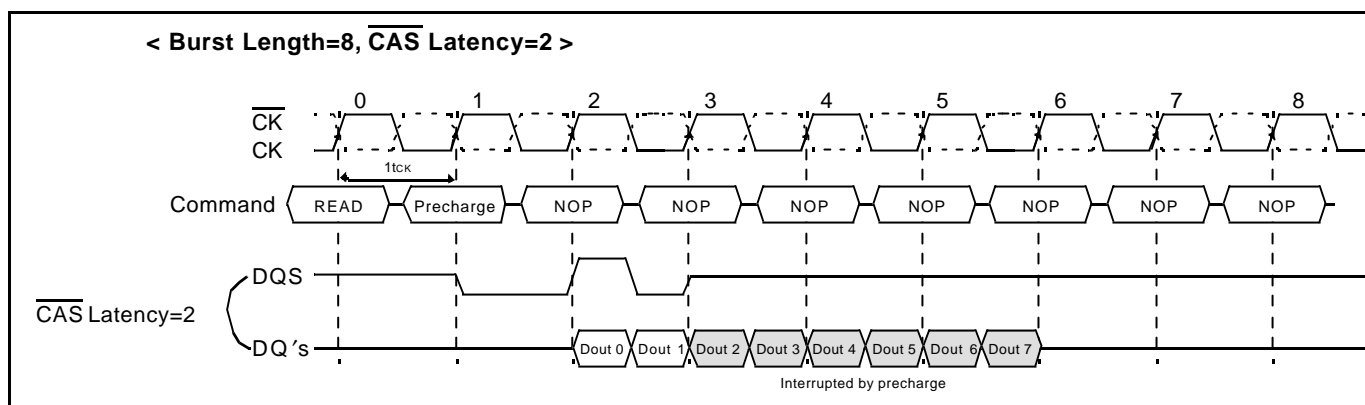 < Burst Length=8, CAS Latency=2 >
0 1 2 3 4 5 6 7 8
CK
CK
1tCK
Command READ Precharge NOP NOP NOP NOP NOP NOP NOP
DQS
CAS Latency=2
DQ's Dout 0 Dout 1 Dout 2 Dout 3 Dout 4 Dout 5 Dout 6 Dout 7
Interrupted by precharge